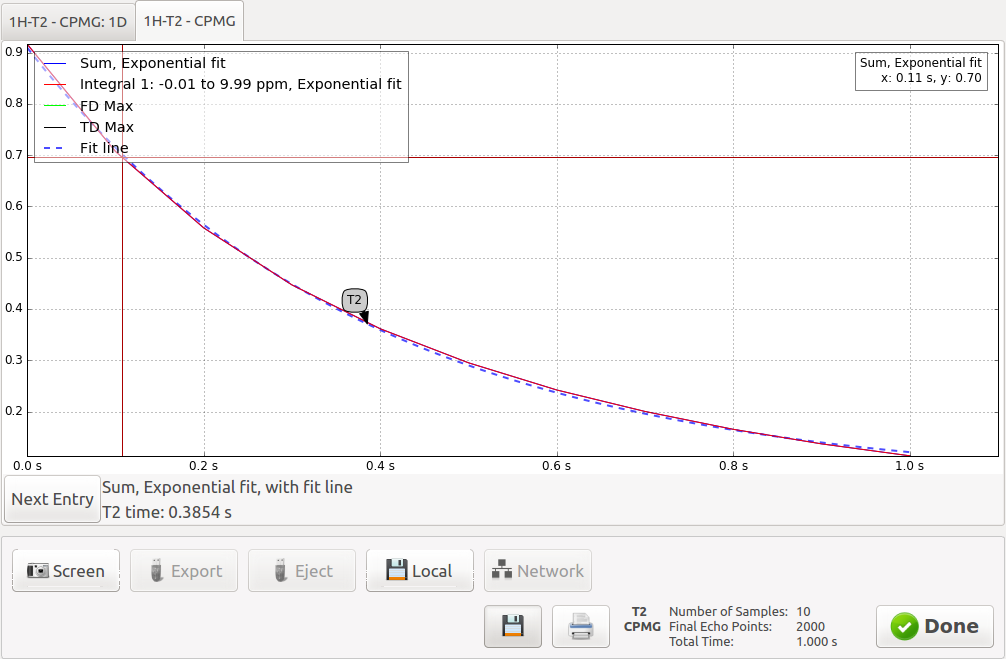 1H-T2 - CPMG: 1D
1H-T2 - CPMG
0.9
0.8
0.7
0.6
0.5
0.4
0.3
0.2
Sum, Exponential fit
Integral 1: -0.01 to 9.99 ppm, Exponential fit
FD Max
TD Max
Fit line
Sum, Exponential fit
x: 0.11 s, y: 0.70
T2
0.0 s
0.2 s
0.4 s
0.6 s
0.8 s
1.0 s
Next Entry
Sum, Exponential fit, with fit line
T2 time: 0.3854 s
Screen
Export
Eject
Local
Network
T2
CPMG
Number of Samples: 10
Final Echo Points: 2000
Total Time: 1.000 s
Done